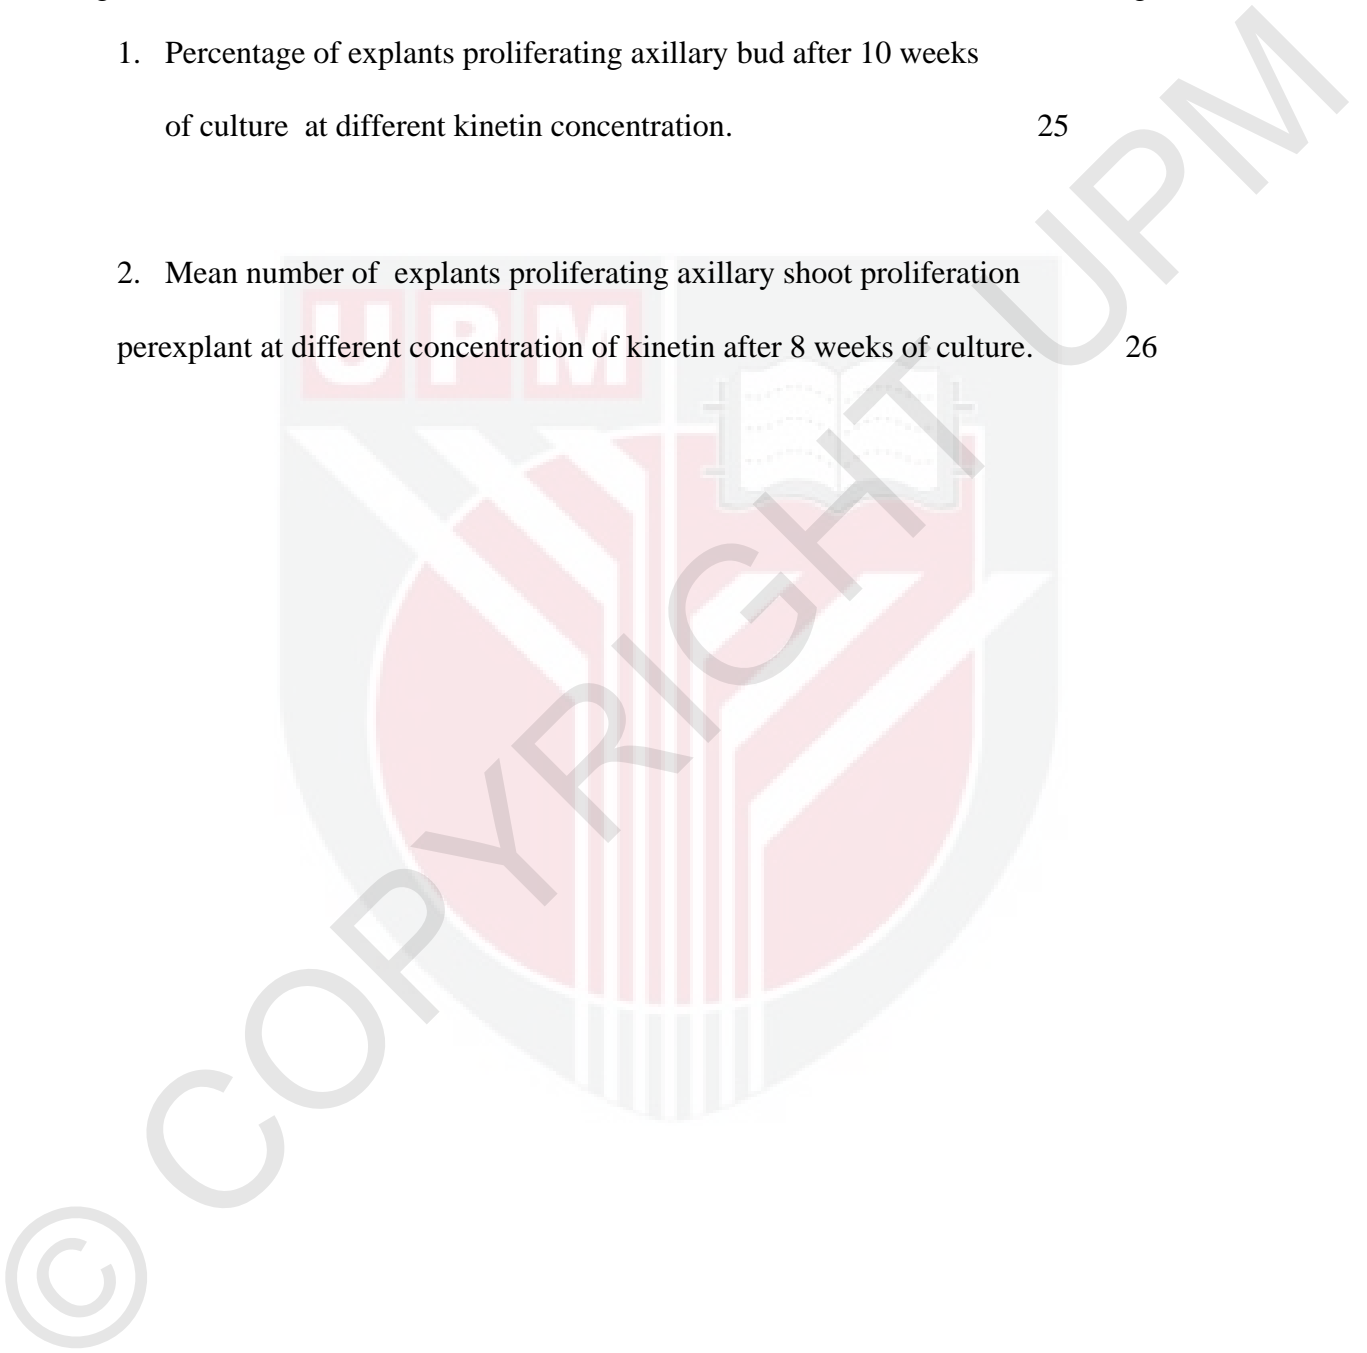 1. Percentage of explants proliferating axillary bud after 10 weeks
of culture at different kinetin concentration. 25
2. Mean number of explants proliferating axillary shoot proliferation
perexplant at different concentration of kinetin after 8 weeks of culture. 26
UPM
© COPYRIGHT UPM